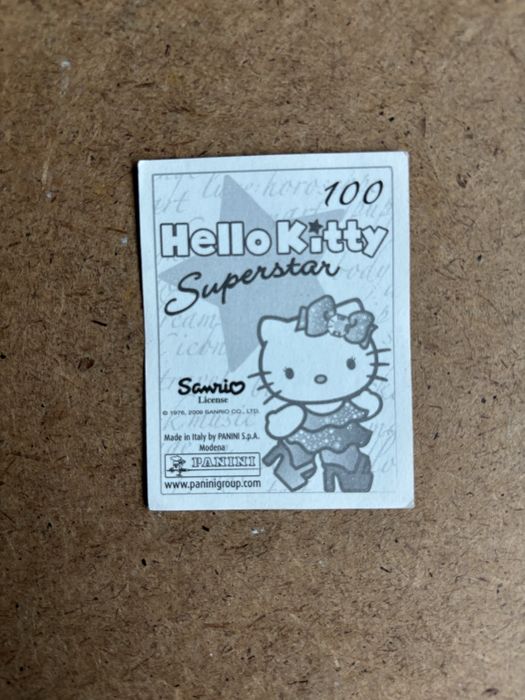 100
Hello Kitty
Superstar
Sanrio
License
© 1976, 2009 SANRIO CO., LTD.
Made in Italy by PANINI S.p.A.
Modena
PANINI
www.paninigroup.com